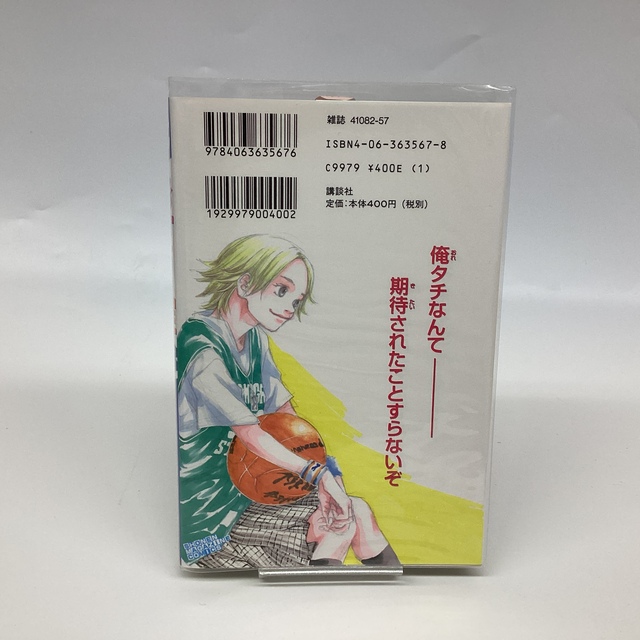 雑誌 41082-57
ISBN4-06-363567-8
9784063635676
C9979 ¥400E (1)
講談社
1929979004002
定価:本体400円(税別)
俺タチなんて――
おれ
期待されたことすらないぞ